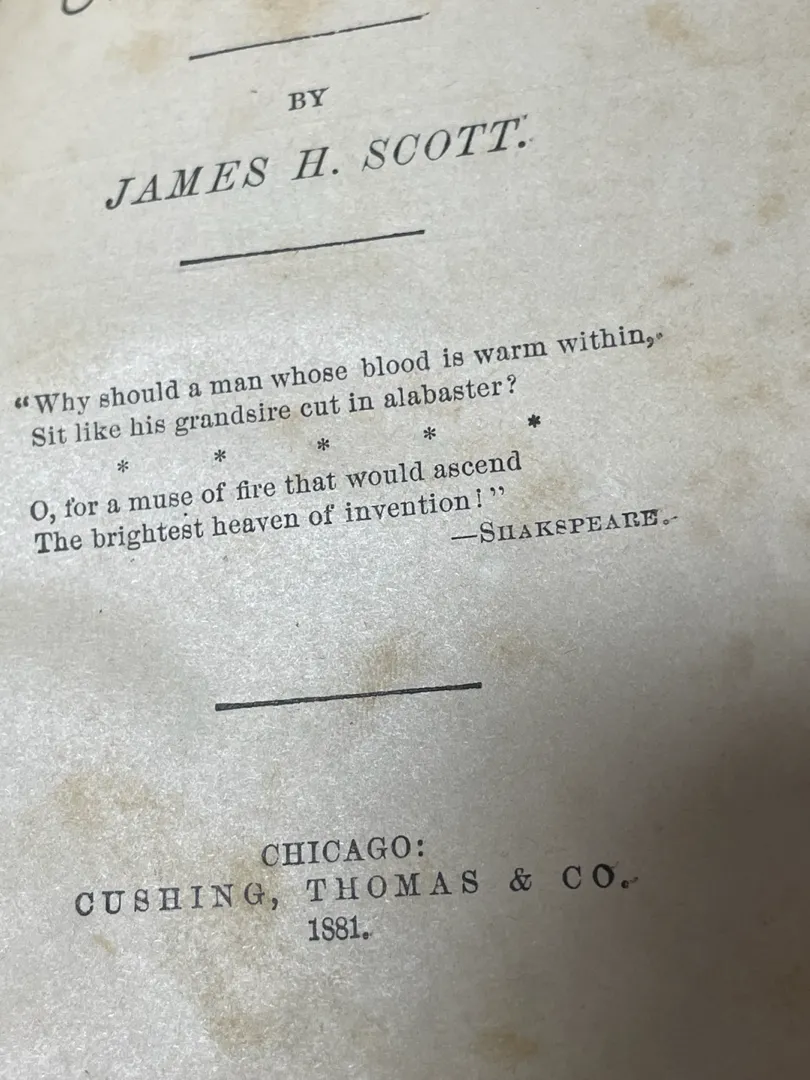 BY
JAMES H. SCOTT.
"Why should a man whose blood is warm within,
Sit like his grandsire cut in alabaster?
* * * * *
O, for a muse of fire that would ascend
The brightest heaven of invention!"
—SHAKSPEARE.
CHICAGO:
CUSHING, THOMAS & CO.
1881.